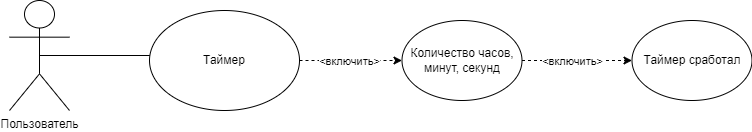 Таймер
<включить>
Количество часов,
минут, секунд
<включить>
Таймер сработал
Пользователь